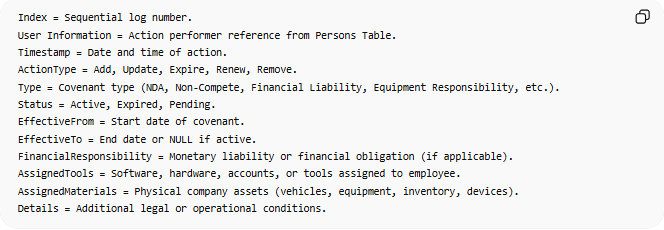 Index = Sequential log number.
User Information = Action performer reference from Persons Table.
Timestamp = Date and time of action.
ActionType = Add, Update, Expire, Renew, Remove.
Type = Covenant type (NDA, Non-Compete, Financial Liability, Equipment Responsibility, etc.).
Status = Active, Expired, Pending.
EffectiveFrom = Start date of covenant.
EffectiveTo = End date or NULL if active.
FinancialResponsibility = Monetary liability or financial obligation (if applicable).
AssignedTools = Software, hardware, accounts, or tools assigned to employee.
AssignedMaterials = Physical company assets (vehicles, equipment, inventory, devices).
Details = Additional legal or operational conditions.